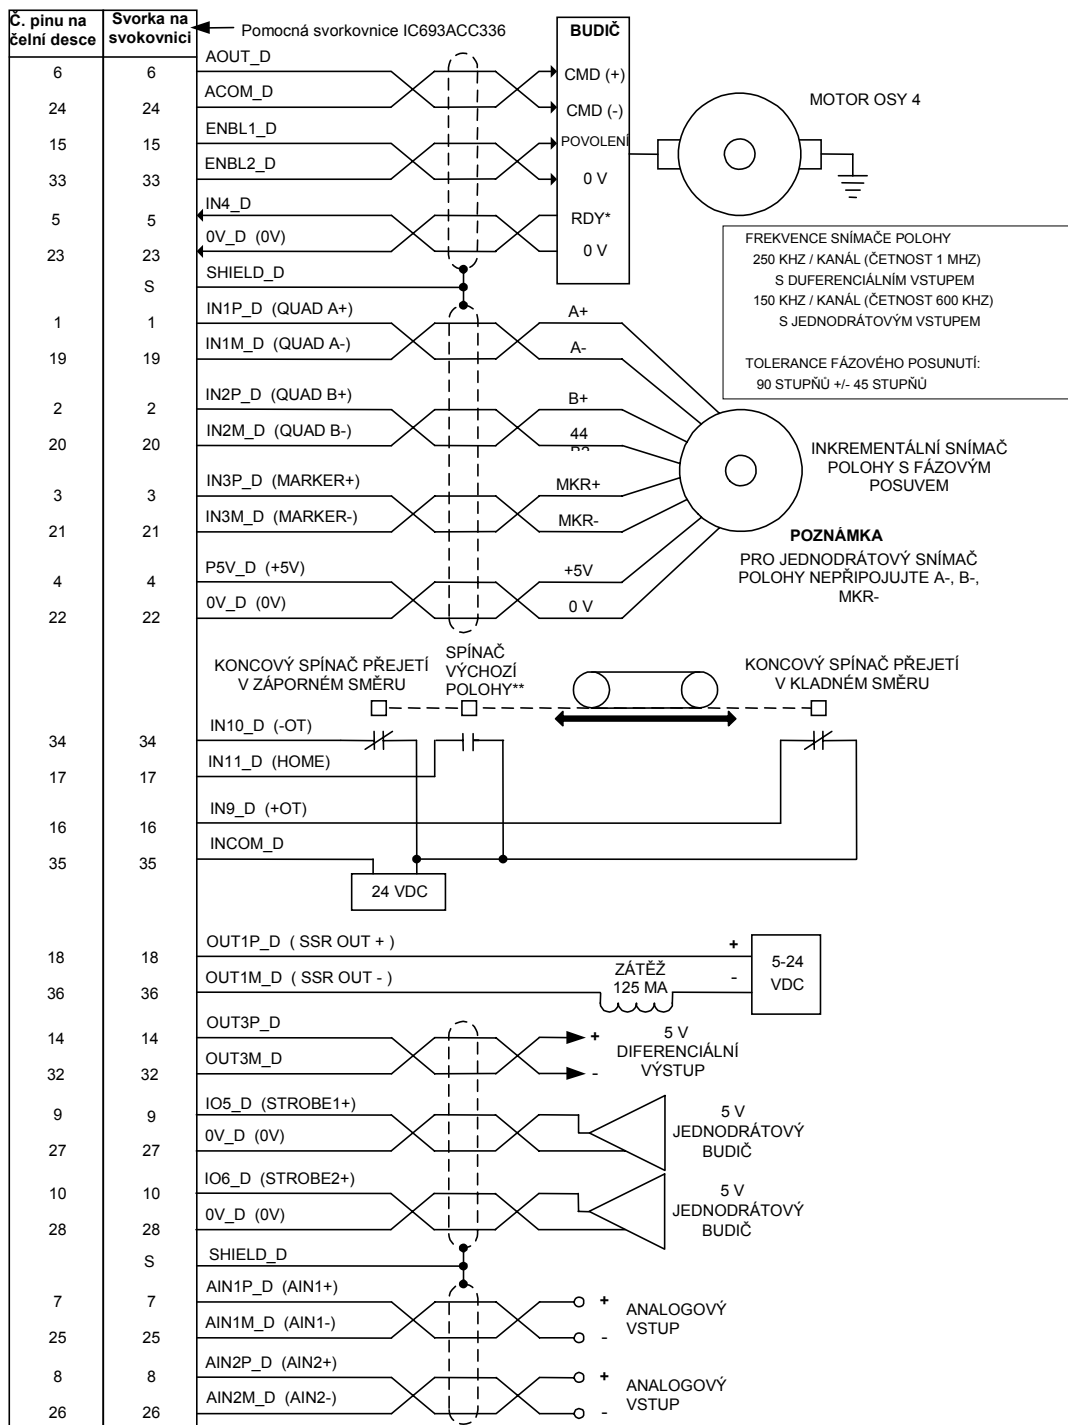 Č. pinu na čelní desce
Svorka na svokovnici
Pomocná svorkovnice IC693ACC336
BUDIČ
6 6 AOUT_D CMD (+)
24 24 ACOM_D CMD (-)
MOTOR OSY 4
15 15 ENBL1_D POVOLENÍ
33 33 ENBL2_D 0 V
5 5 IN4_D RDY*
23 23 0V_D (0V) 0 V
S SHIELD_D
FREKVENCE SNÍMAČE POLOHY
250 KHZ / KANÁL (ČETNOST 1 MHZ)
S DUFERENCIÁLNÍM VSTUPEM
150 KHZ / KANÁL (ČETNOST 600 KHZ)
S JEDNODRÁTOVÝM VSTUPEM
TOLERANCE FÁZOVÉHO POSUNUTÍ:
90 STUPŇŮ +/- 45 STUPŇŮ
1 1 IN1P_D (QUAD A+) A+
19 19 IN1M_D (QUAD A-) A-
2 2 IN2P_D (QUAD B+) B+
20 20 IN2M_D (QUAD B-) 44
3 3 IN3P_D (MARKER+) MKR+
21 21 IN3M_D (MARKER-) MKR-
4 4 P5V_D (+5V) +5V
22 22 0V_D (0V) 0 V
INKREMENTÁLNÍ SNÍMAČ
POLOHY S FÁZOVÝM
POSUVEM
POZNÁMKA
PRO JEDNODRÁTOVÝ SNÍMAČ
POLOHY NEPŘIPOJUJTE A-, B-,
MKR-
KONCOVÝ SPÍNAČ PŘEJETÍ
V ZÁPORNÉM SMĚRU
SPÍNAČ
VÝCHOZÍ
POLOHY**
KONCOVÝ SPÍNAČ PŘEJETÍ
V KLADNÉM SMĚRU
34 34 IN10_D (-OT)
17 17 IN11_D (HOME)
16 16 IN9_D (+OT)
35 35 INCOM_D
24 VDC
18 18 OUT1P_D ( SSR OUT + ) +
36 36 OUT1M_D ( SSR OUT - ) -
ZÁTĚŽ
125 MA
5-24
VDC
14 14 OUT3P_D +
32 32 OUT3M_D -
5 V
DIFERENCIÁLNÍ
VÝSTUP
9 9 IO5_D (STROBE1+)
27 27 0V_D (0V)
5 V
JEDNODRÁTOVÝ
BUDIČ
10 10 IO6_D (STROBE2+)
28 28 0V_D (0V)
5 V
JEDNODRÁTOVÝ
BUDIČ
S SHIELD_D
7 7 AIN1P_D (AIN1+) +
25 25 AIN1M_D (AIN1-) -
ANALOGOVÝ
VSTUP
8 8 AIN2P_D (AIN2+) +
26 26 AIN2M_D (AIN2-) -
ANALOGOVÝ
VSTUP